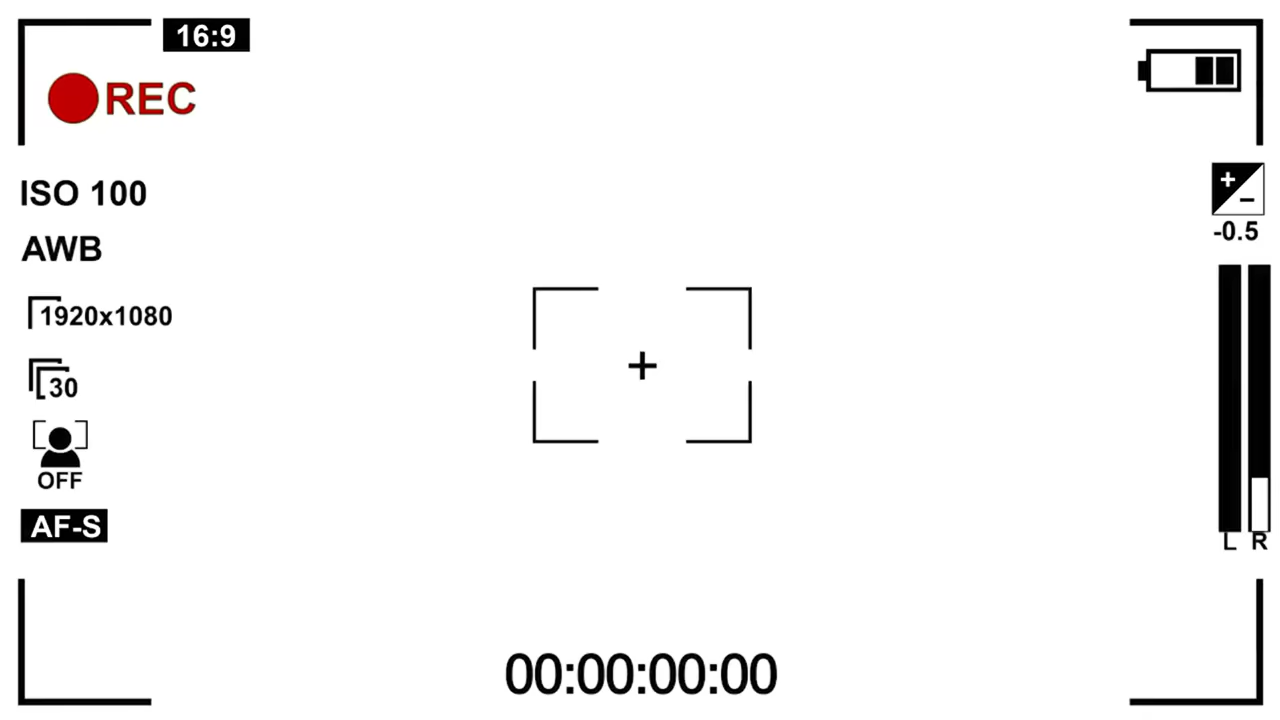 16:9
REC
ISO 100
AWB
1920x1080
30
OFF
AF-S
-0.5
L R
00:00:00:00